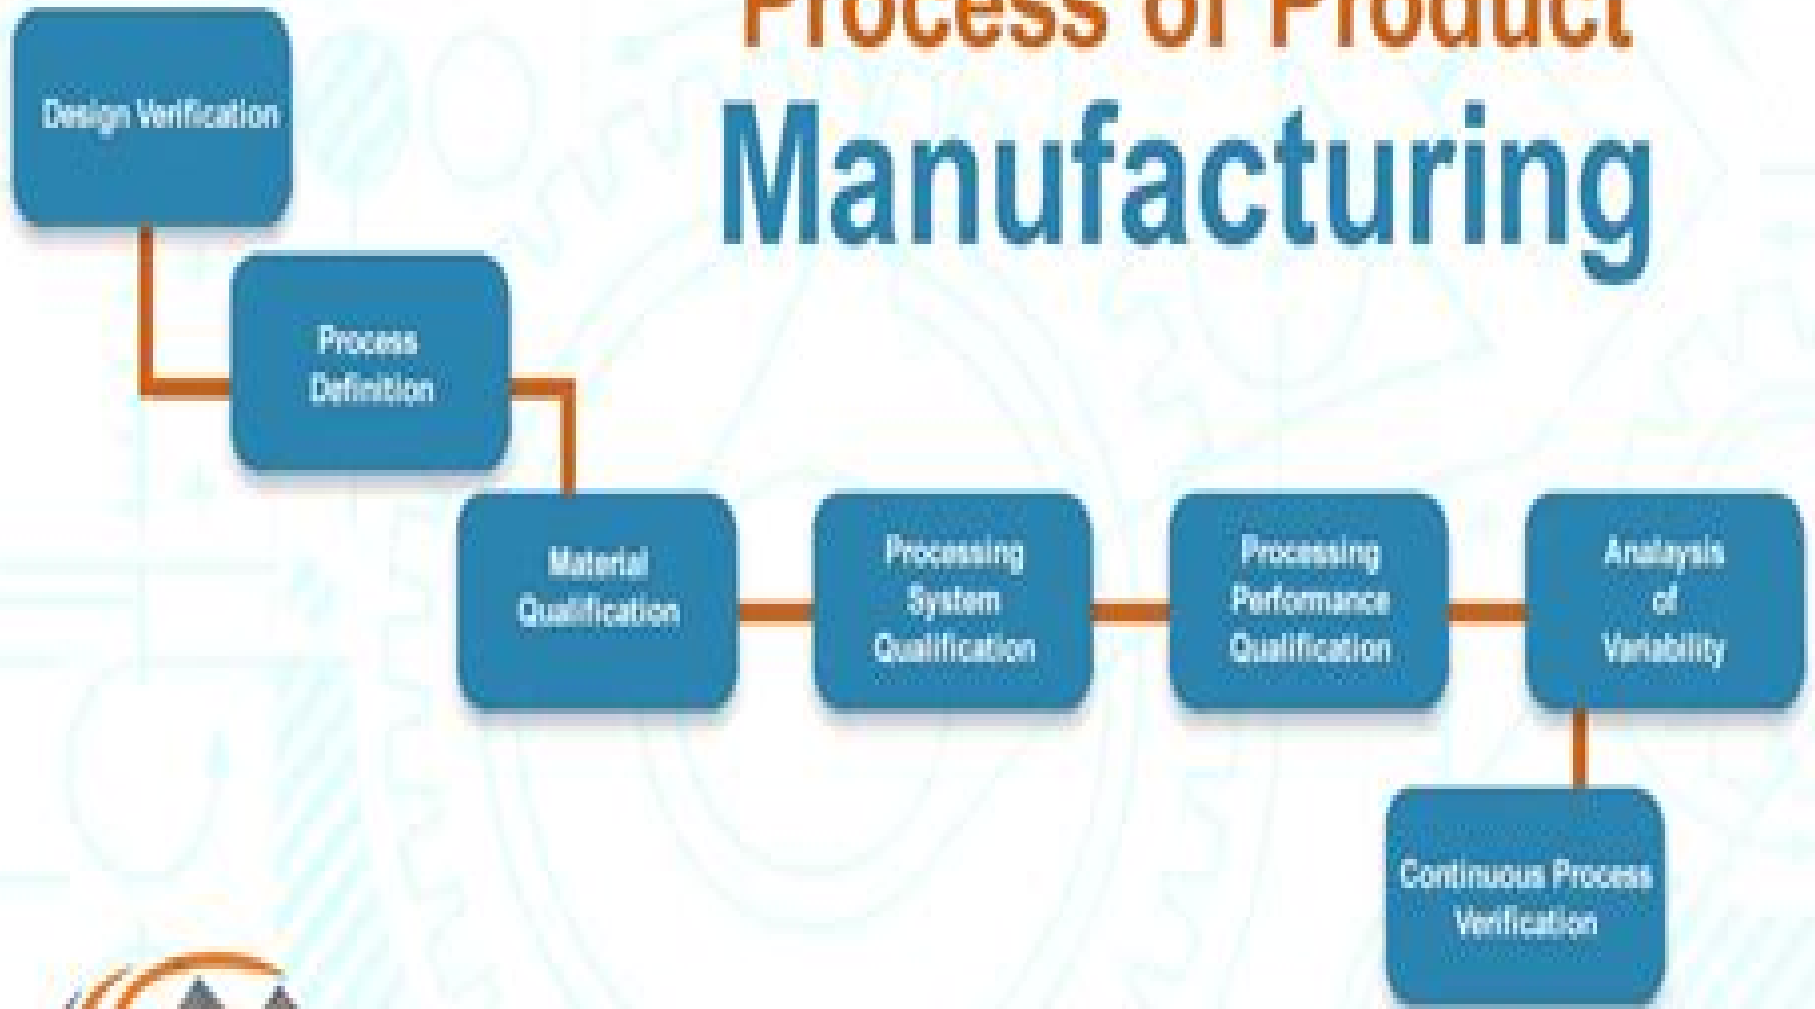 Process of Product
Manufacturing
Design Verification
Process
Definition
Material
Qualification
Processing
System
Qualification
Processing
Performance
Qualification
Analaysis
of
Variability
Continuous Process
Verification